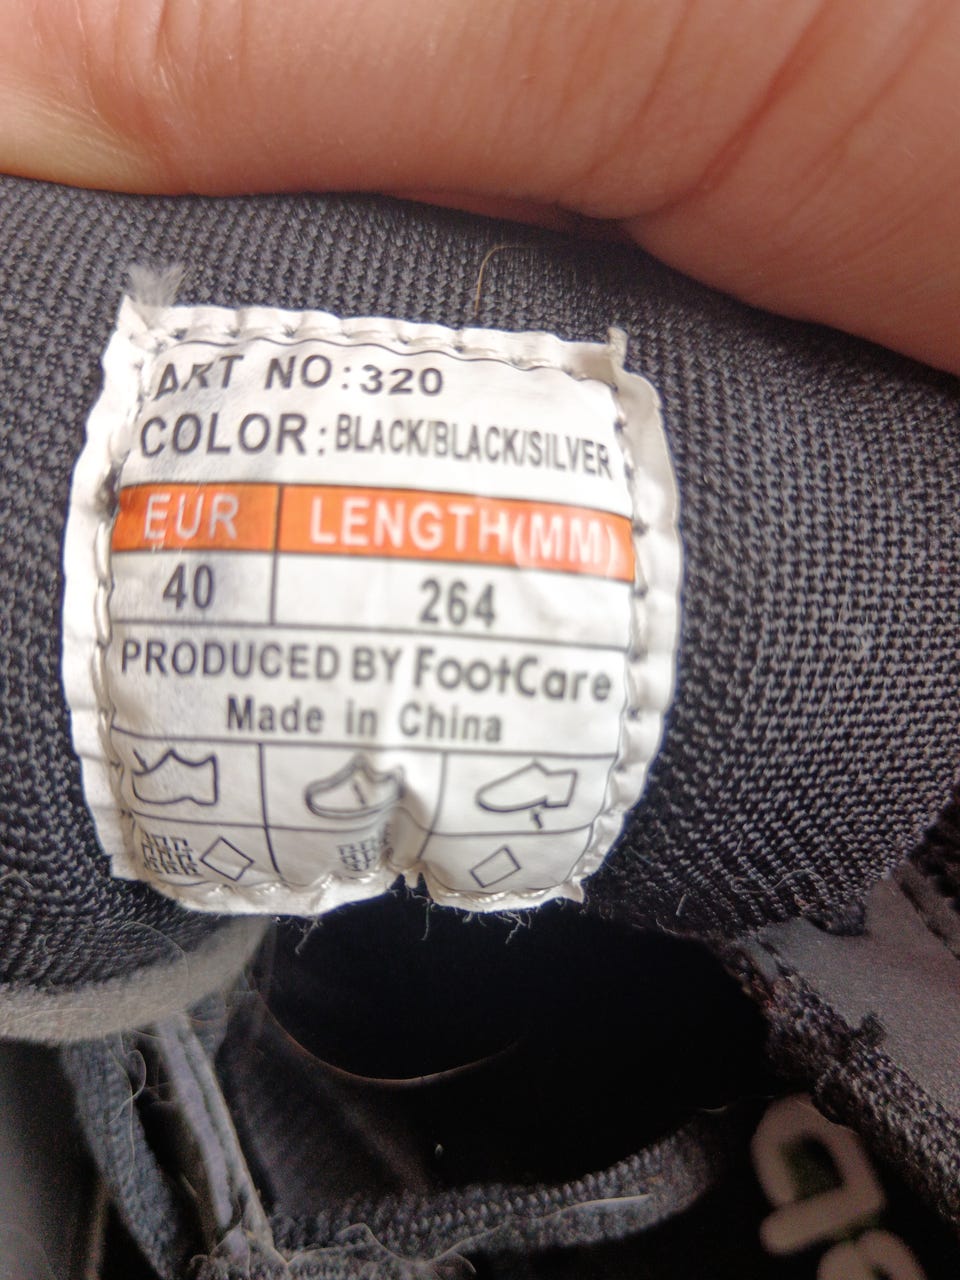 ART NO:320
COLOR: BLACK/BLACK/SILVER
EUR LENGTH(MM)
40 264
PRODUCED BY FootCare
Made in China